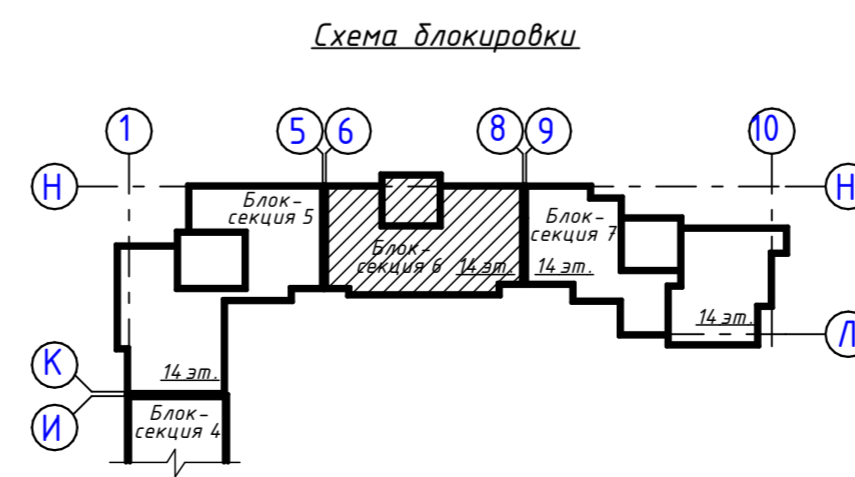 Схема блокировки
1
5
6
8
9
10
Н
Н
Блок-
секция 5
Блок-
секция 6
14 эт.
Блок-
секция 7
14 эт.
14 эт.
Л
К
14 эт.
И
Блок-
секция 4